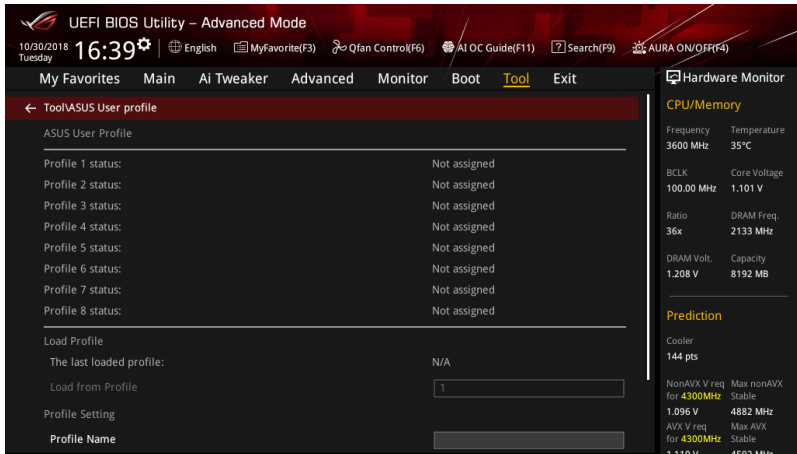 UEFI BIOS Utility – Advanced Mode
10/30/2018 Tuesday 16:39 English MyFavorite(F3) Qfan Control(F6) AI OC Guide(F11) Search(F9) AURA ON/OFF(F4)
My Favorites Main Ai Tweaker Advanced Monitor Boot Tool Exit
Tool\ASUS User profile
ASUS User Profile
Profile 1 status: Not assigned
Profile 2 status: Not assigned
Profile 3 status: Not assigned
Profile 4 status: Not assigned
Profile 5 status: Not assigned
Profile 6 status: Not assigned
Profile 7 status: Not assigned
Profile 8 status: Not assigned
Load Profile
The last loaded profile: N/A
Load from Profile 1
Profile Setting
Profile Name
Hardware Monitor
CPU/Memory
Frequency Temperature
3600 MHz 35°C
BCLK Core Voltage
100.00 MHz 1.101 V
Ratio DRAM Freq.
36x 2133 MHz
DRAM Volt. Capacity
1.208 V 8192 MB
Prediction
Cooler
144 pts
NonAVX V req Max nonAVX
for 4300MHz Stable
1.096 V 4882 MHz
AVX V req Max AVX
for 4300MHz Stable